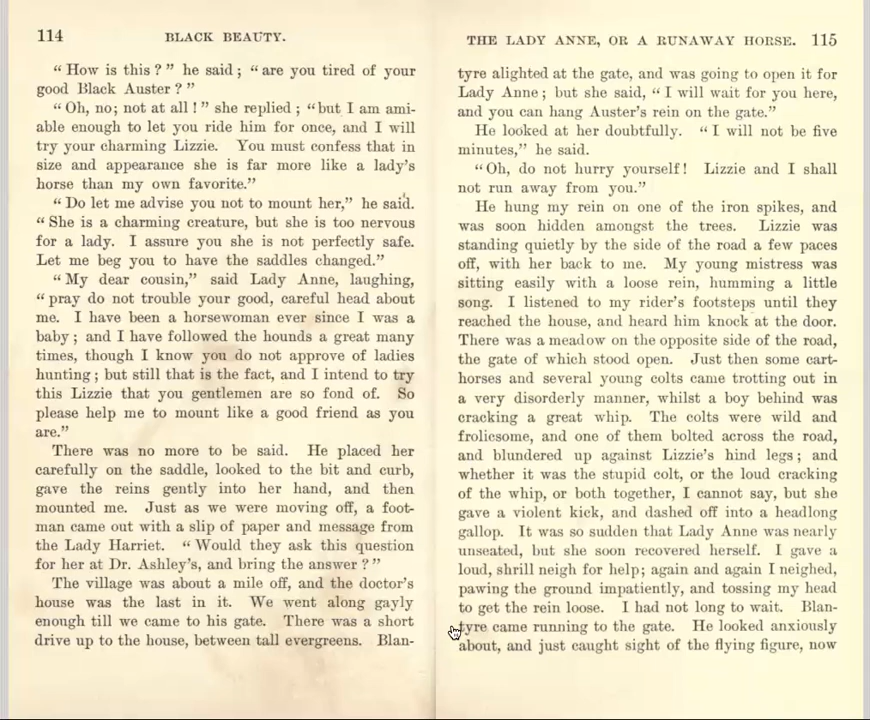 114 BLACK BEAUTY.
“ How is this ? ” he said ; “ are you tired of your
good Black Auster ? ”
“ Oh, no ; not at all ! ” she replied ; “ but I am ami-
able enough to let you ride him for once, and I will
try your charming Lizzie. You must confess that in
size and appearance she is far more like a lady’s
horse than my own favorite.”
“ Do let me advise you not to mount her,” he said.
“ She is a charming creature, but she is too nervous
for a lady. I assure you she is not perfectly safe.
Let me beg you to have the saddles changed.”
“ My dear cousin,” said Lady Anne, laughing,
“ pray do not trouble your good, careful head about
me. I have been a horsewoman ever since I was a
baby ; and I have followed the hounds a great many
times, though I know you do not approve of ladies
hunting ; but still that is the fact, and I intend to try
this Lizzie that you gentlemen are so fond of. So
please help me to mount like a good friend as you
are.”
There was no more to be said. He placed her
carefully on the saddle, looked to the bit and curb,
gave the reins gently into her hand, and then
mounted me. Just as we were moving off, a foot-
man came out with a slip of paper and message from
the Lady Harriet. “ Would they ask this question
for her at Dr. Ashley’s, and bring the answer ? ”
The village was about a mile off, and the doctor’s
house was the last in it. We went along gayly
enough till we came to his gate. There was a short
drive up to the house, between tall evergreens. Blan-
THE LADY ANNE, OR A RUNAWAY HORSE. 115
tyre alighted at the gate, and was going to open it for
Lady Anne ; but she said, “ I will wait for you here,
and you can hang Auster’s rein on the gate.”
He looked at her doubtfully. “ I will not be five
minutes,” he said.
“ Oh, do not hurry yourself ! Lizzie and I shall
not run away from you.”
He hung my rein on one of the iron spikes, and
was soon hidden amongst the trees. Lizzie was
standing quietly by the side of the road a few paces
off, with her back to me. My young mistress was
sitting easily with a loose rein, humming a little
song. I listened to my rider’s footsteps until they
reached the house, and heard him knock at the door.
There was a meadow on the opposite side of the road,
the gate of which stood open. Just then some cart-
horses and several young colts came trotting out in
a very disorderly manner, whilst a boy behind was
cracking a great whip. The colts were wild and
frolicsome, and one of them bolted across the road,
and blundered up against Lizzie’s hind legs ; and
whether it was the stupid colt, or the loud cracking
of the whip, or both together, I cannot say, but she
gave a violent kick, and dashed off into a headlong
gallop. It was so sudden that Lady Anne was nearly
unseated, but she soon recovered herself. I gave a
loud, shrill neigh for help ; again and again I neighed,
pawing the ground impatiently, and tossing my head
to get the rein loose. I had not long to wait. Blan-
tyre came running to the gate. He looked anxiously
about, and just caught sight of the flying figure, now